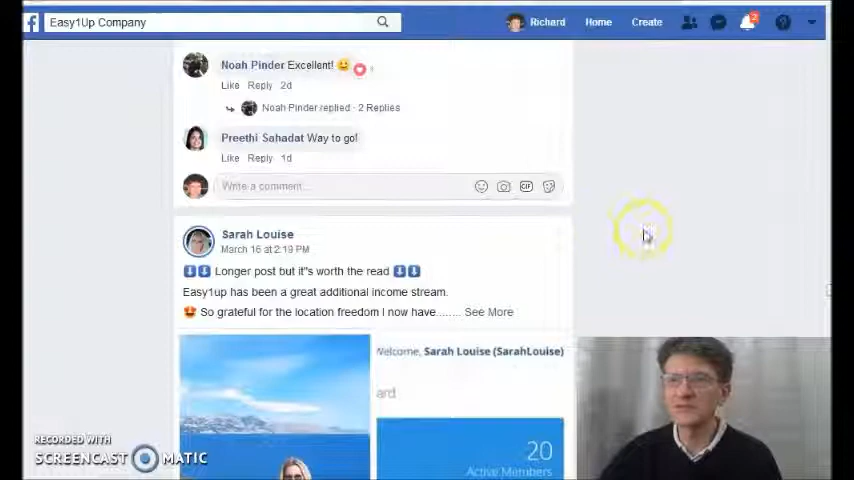 Easy1Up Company
Richard Home Create
2
Noah Pinder Excellent!
Like Reply 2d
Noah Pinder replied · 2 Replies
Preethi Sahadat Way to go!
Like Reply 1d
Write a comment...
GIF
Sarah Louise
March 16 at 2:19 PM
Longer post but it"s worth the read
Easy1up has been a great additional income stream.
So grateful for the location freedom I now have........ See More
Welcome, Sarah Louise (SarahLouise)
ard
20
Active Members
RECORDED WITH
SCREENCAST MATIC